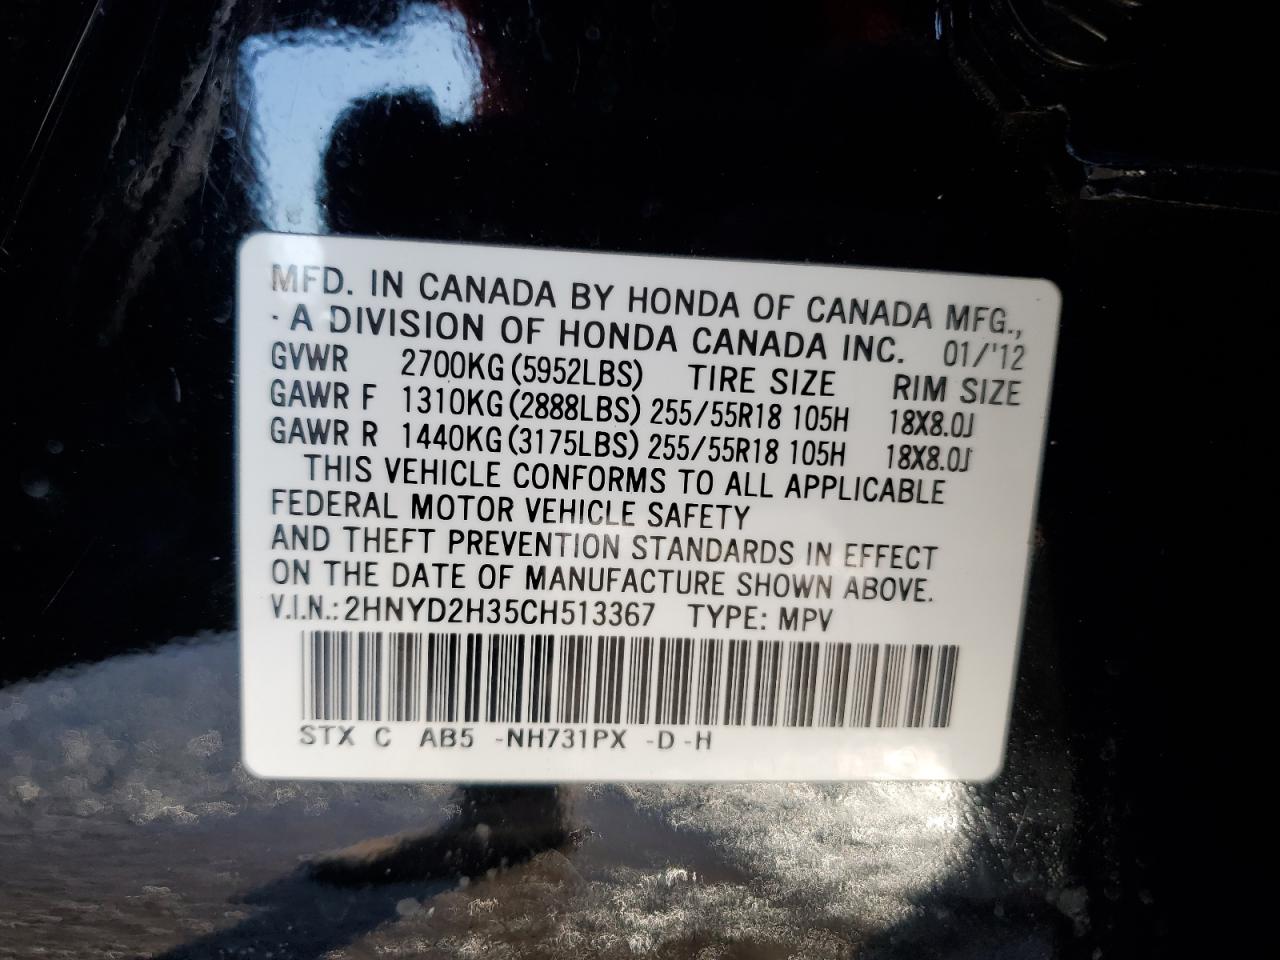 MFD. IN CANADA BY HONDA OF CANADA MFG.,
- A DIVISION OF HONDA CANADA INC. 01/'12
GVWR 2700KG (5952LBS) TIRE SIZE RIM SIZE
GAWR F 1310KG (2888LBS) 255/55R18 105H 18X8.0J
GAWR R 1440KG (3175LBS) 255/55R18 105H 18X8.0J
THIS VEHICLE CONFORMS TO ALL APPLICABLE
FEDERAL MOTOR VEHICLE SAFETY
AND THEFT PREVENTION STANDARDS IN EFFECT
ON THE DATE OF MANUFACTURE SHOWN ABOVE.
V.I.N.: 2HNYD2H35CH513367 TYPE: MPV
STX C AB5 -NH731PX -D -H